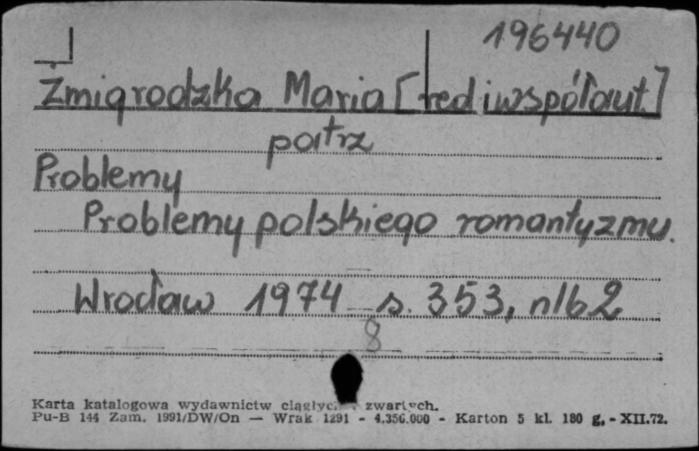 196440
Żmigrodzka Maria [red i współaut.]
patrz
Problemy
Problemy polskiego romantyzmu.
Wrocław 1974 s. 353, nlb 2
8
Karta katalogowa wydawnictw ciągłych i zwartych.
Pu-B 144 Zam. 1991/DW/On — Wrak 1291 - 4.356.000 - Karton 5 kl. 180 g. - XII.72.